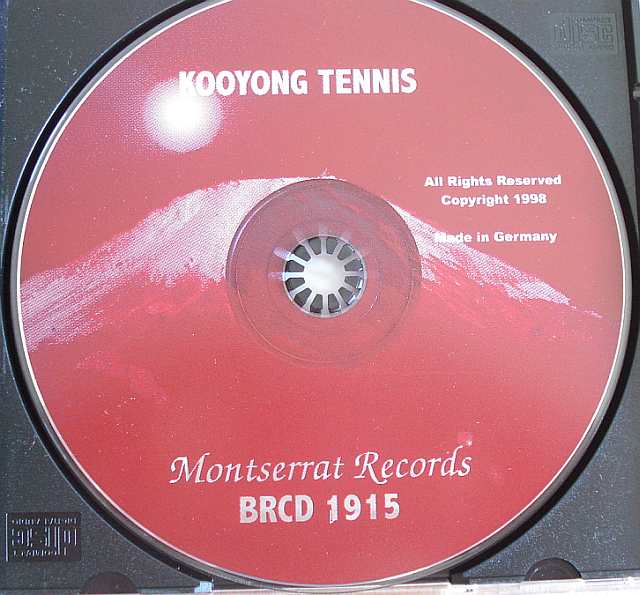 KOOYONG TENNIS
All Rights Reserved
Copyright 1998
Made in Germany
Montserrat Records
BRCD 1915